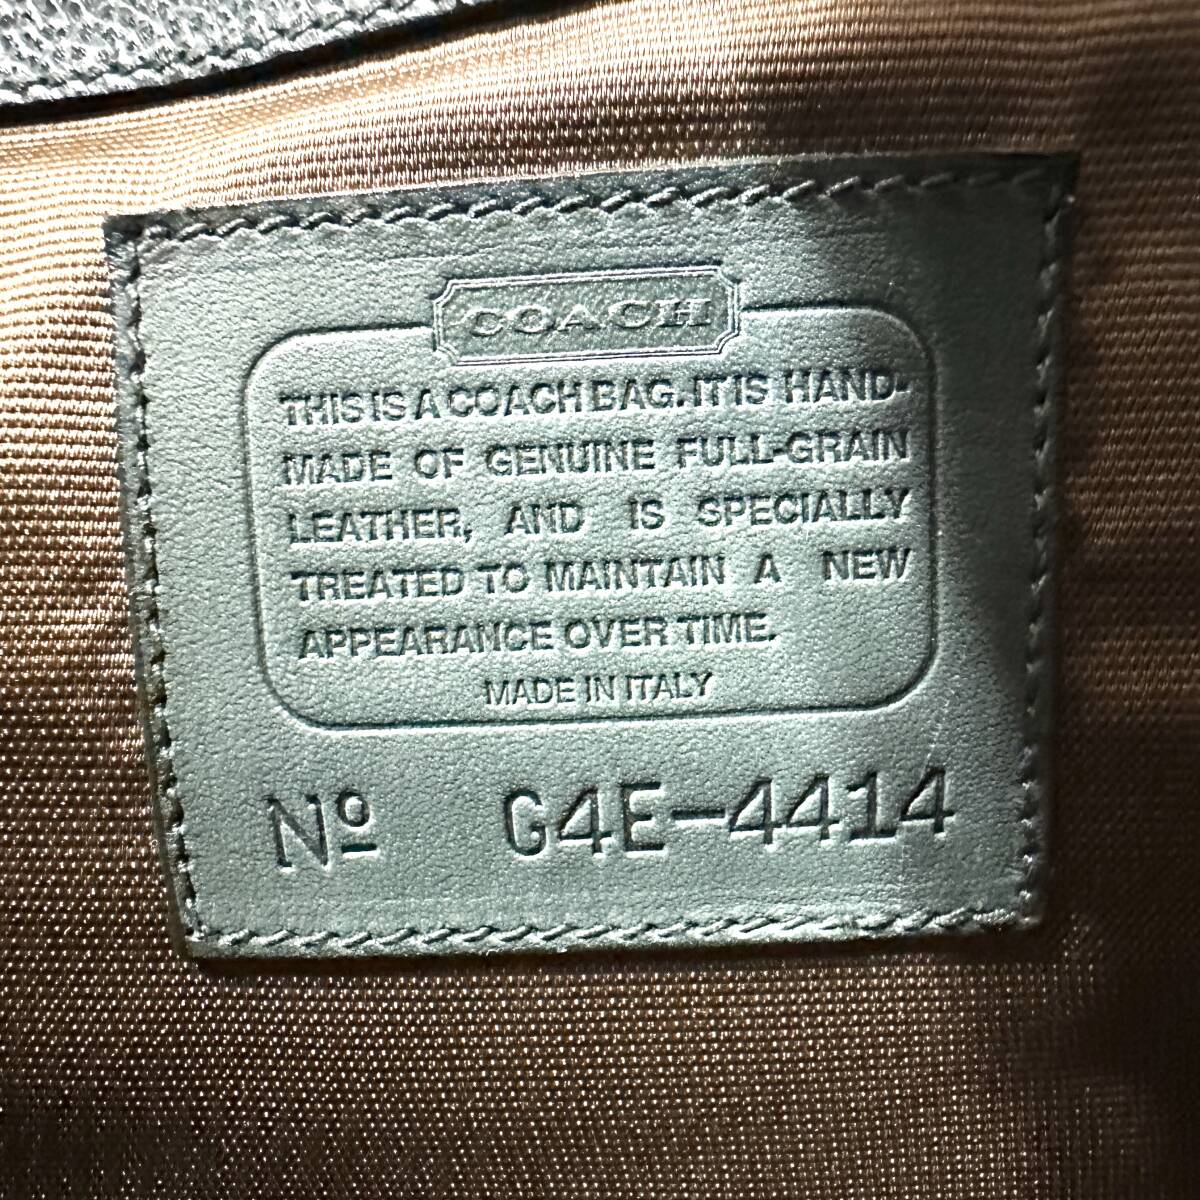 COACH
THIS IS A COACH BAG. IT IS HAND-
MADE OF GENUINE FULL-GRAIN
LEATHER, AND IS SPECIALLY
TREATED TO MAINTAIN A NEW
APPEARANCE OVER TIME.
MADE IN ITALY
Nº G4E-4414